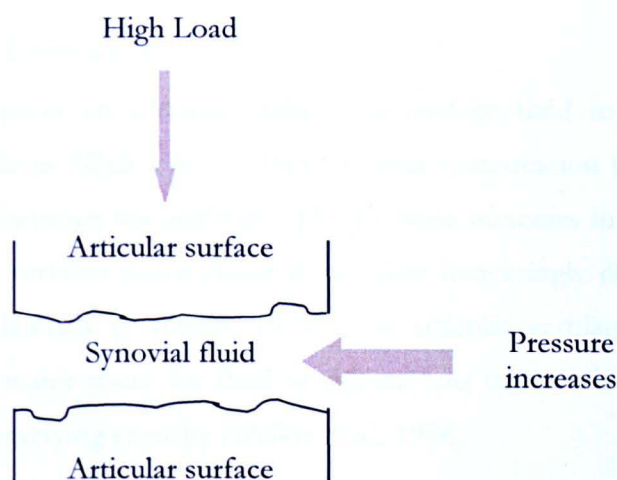 High Load
Articular surface
Synovial fluid
Pressure
increases
Articular surface